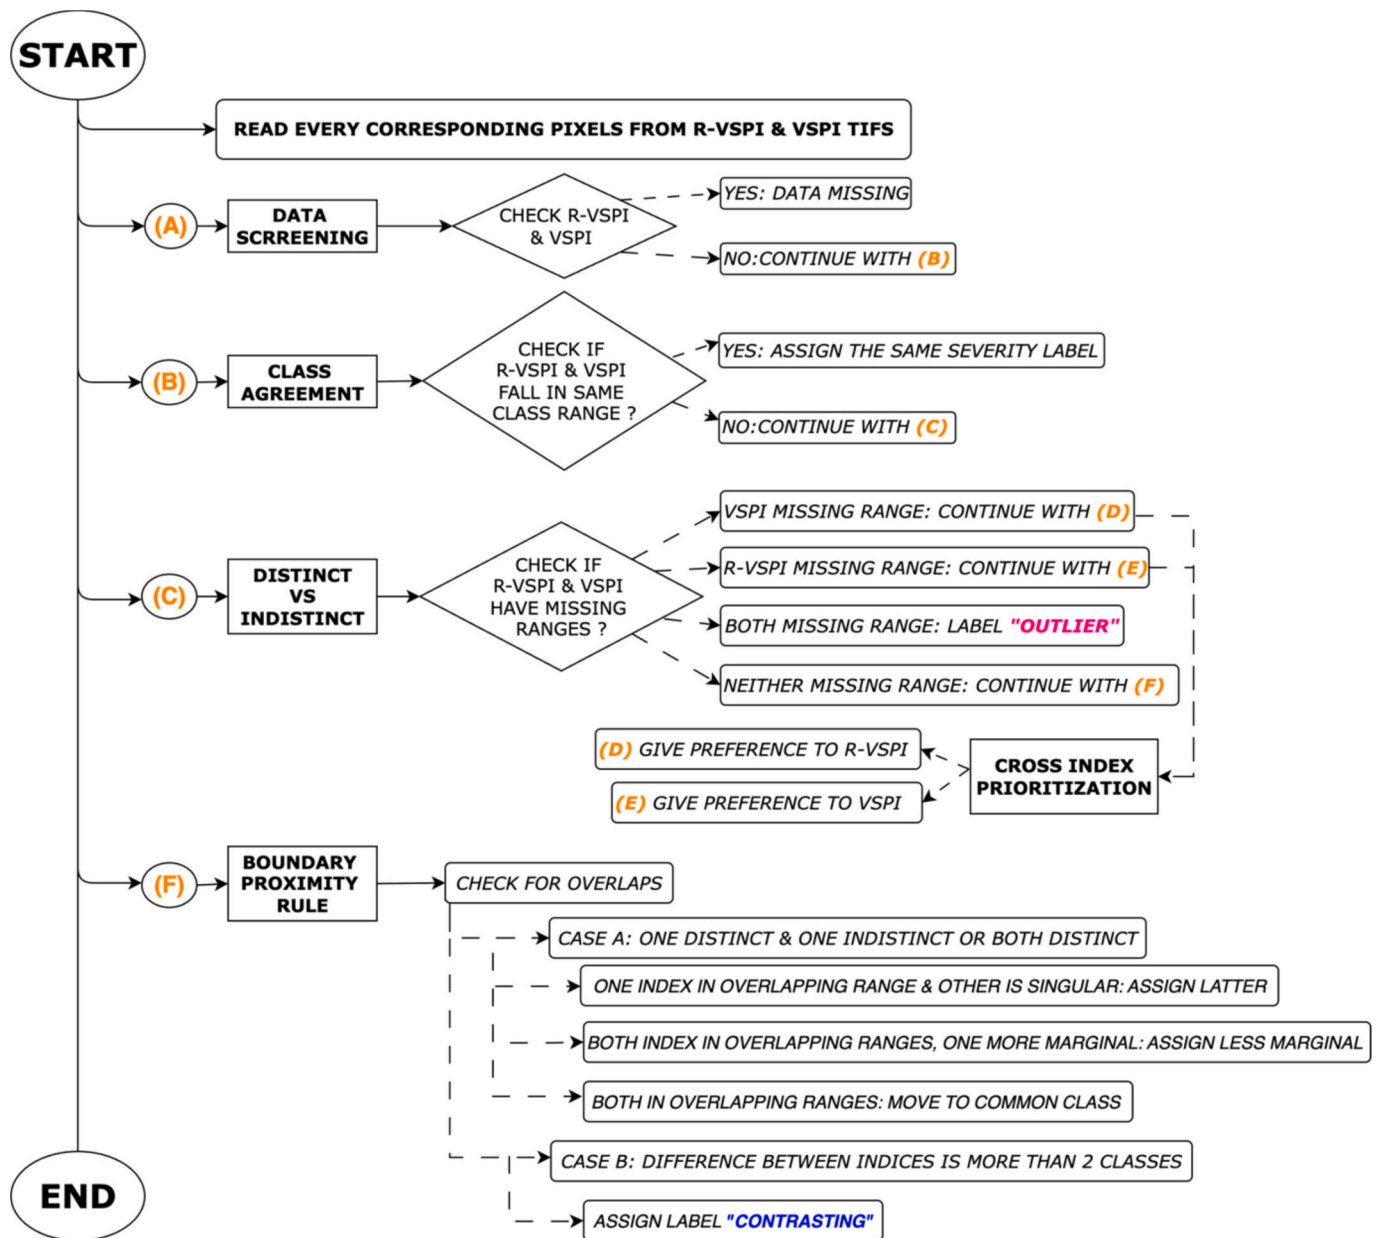 START
READ EVERY CORRESPONDING PIXELS FROM R-VSPI & VSPI TIFS
(A)
DATA
SCRREENING
CHECK R-VSPI
& VSPI
YES: DATA MISSING
NO:CONTINUE WITH (B)
(B)
CLASS
AGREEMENT
CHECK IF
R-VSPI & VSPI
FALL IN SAME
CLASS RANGE ?
YES: ASSIGN THE SAME SEVERITY LABEL
NO:CONTINUE WITH (C)
(C)
DISTINCT
VS
INDISTINCT
CHECK IF
R-VSPI & VSPI
HAVE MISSING
RANGES ?
VSPI MISSING RANGE: CONTINUE WITH (D)
R-VSPI MISSING RANGE: CONTINUE WITH (E)
BOTH MISSING RANGE: LABEL "OUTLIER"
NEITHER MISSING RANGE: CONTINUE WITH (F)
CROSS INDEX
PRIORITIZATION
(D) GIVE PREFERENCE TO R-VSPI
(E) GIVE PREFERENCE TO VSPI
(F)
BOUNDARY
PROXIMITY
RULE
CHECK FOR OVERLAPS
CASE A: ONE DISTINCT & ONE INDISTINCT OR BOTH DISTINCT
ONE INDEX IN OVERLAPPING RANGE & OTHER IS SINGULAR: ASSIGN LATTER
BOTH INDEX IN OVERLAPPING RANGES, ONE MORE MARGINAL: ASSIGN LESS MARGINAL
BOTH IN OVERLAPPING RANGES: MOVE TO COMMON CLASS
CASE B: DIFFERENCE BETWEEN INDICES IS MORE THAN 2 CLASSES
ASSIGN LABEL "CONTRASTING"
END